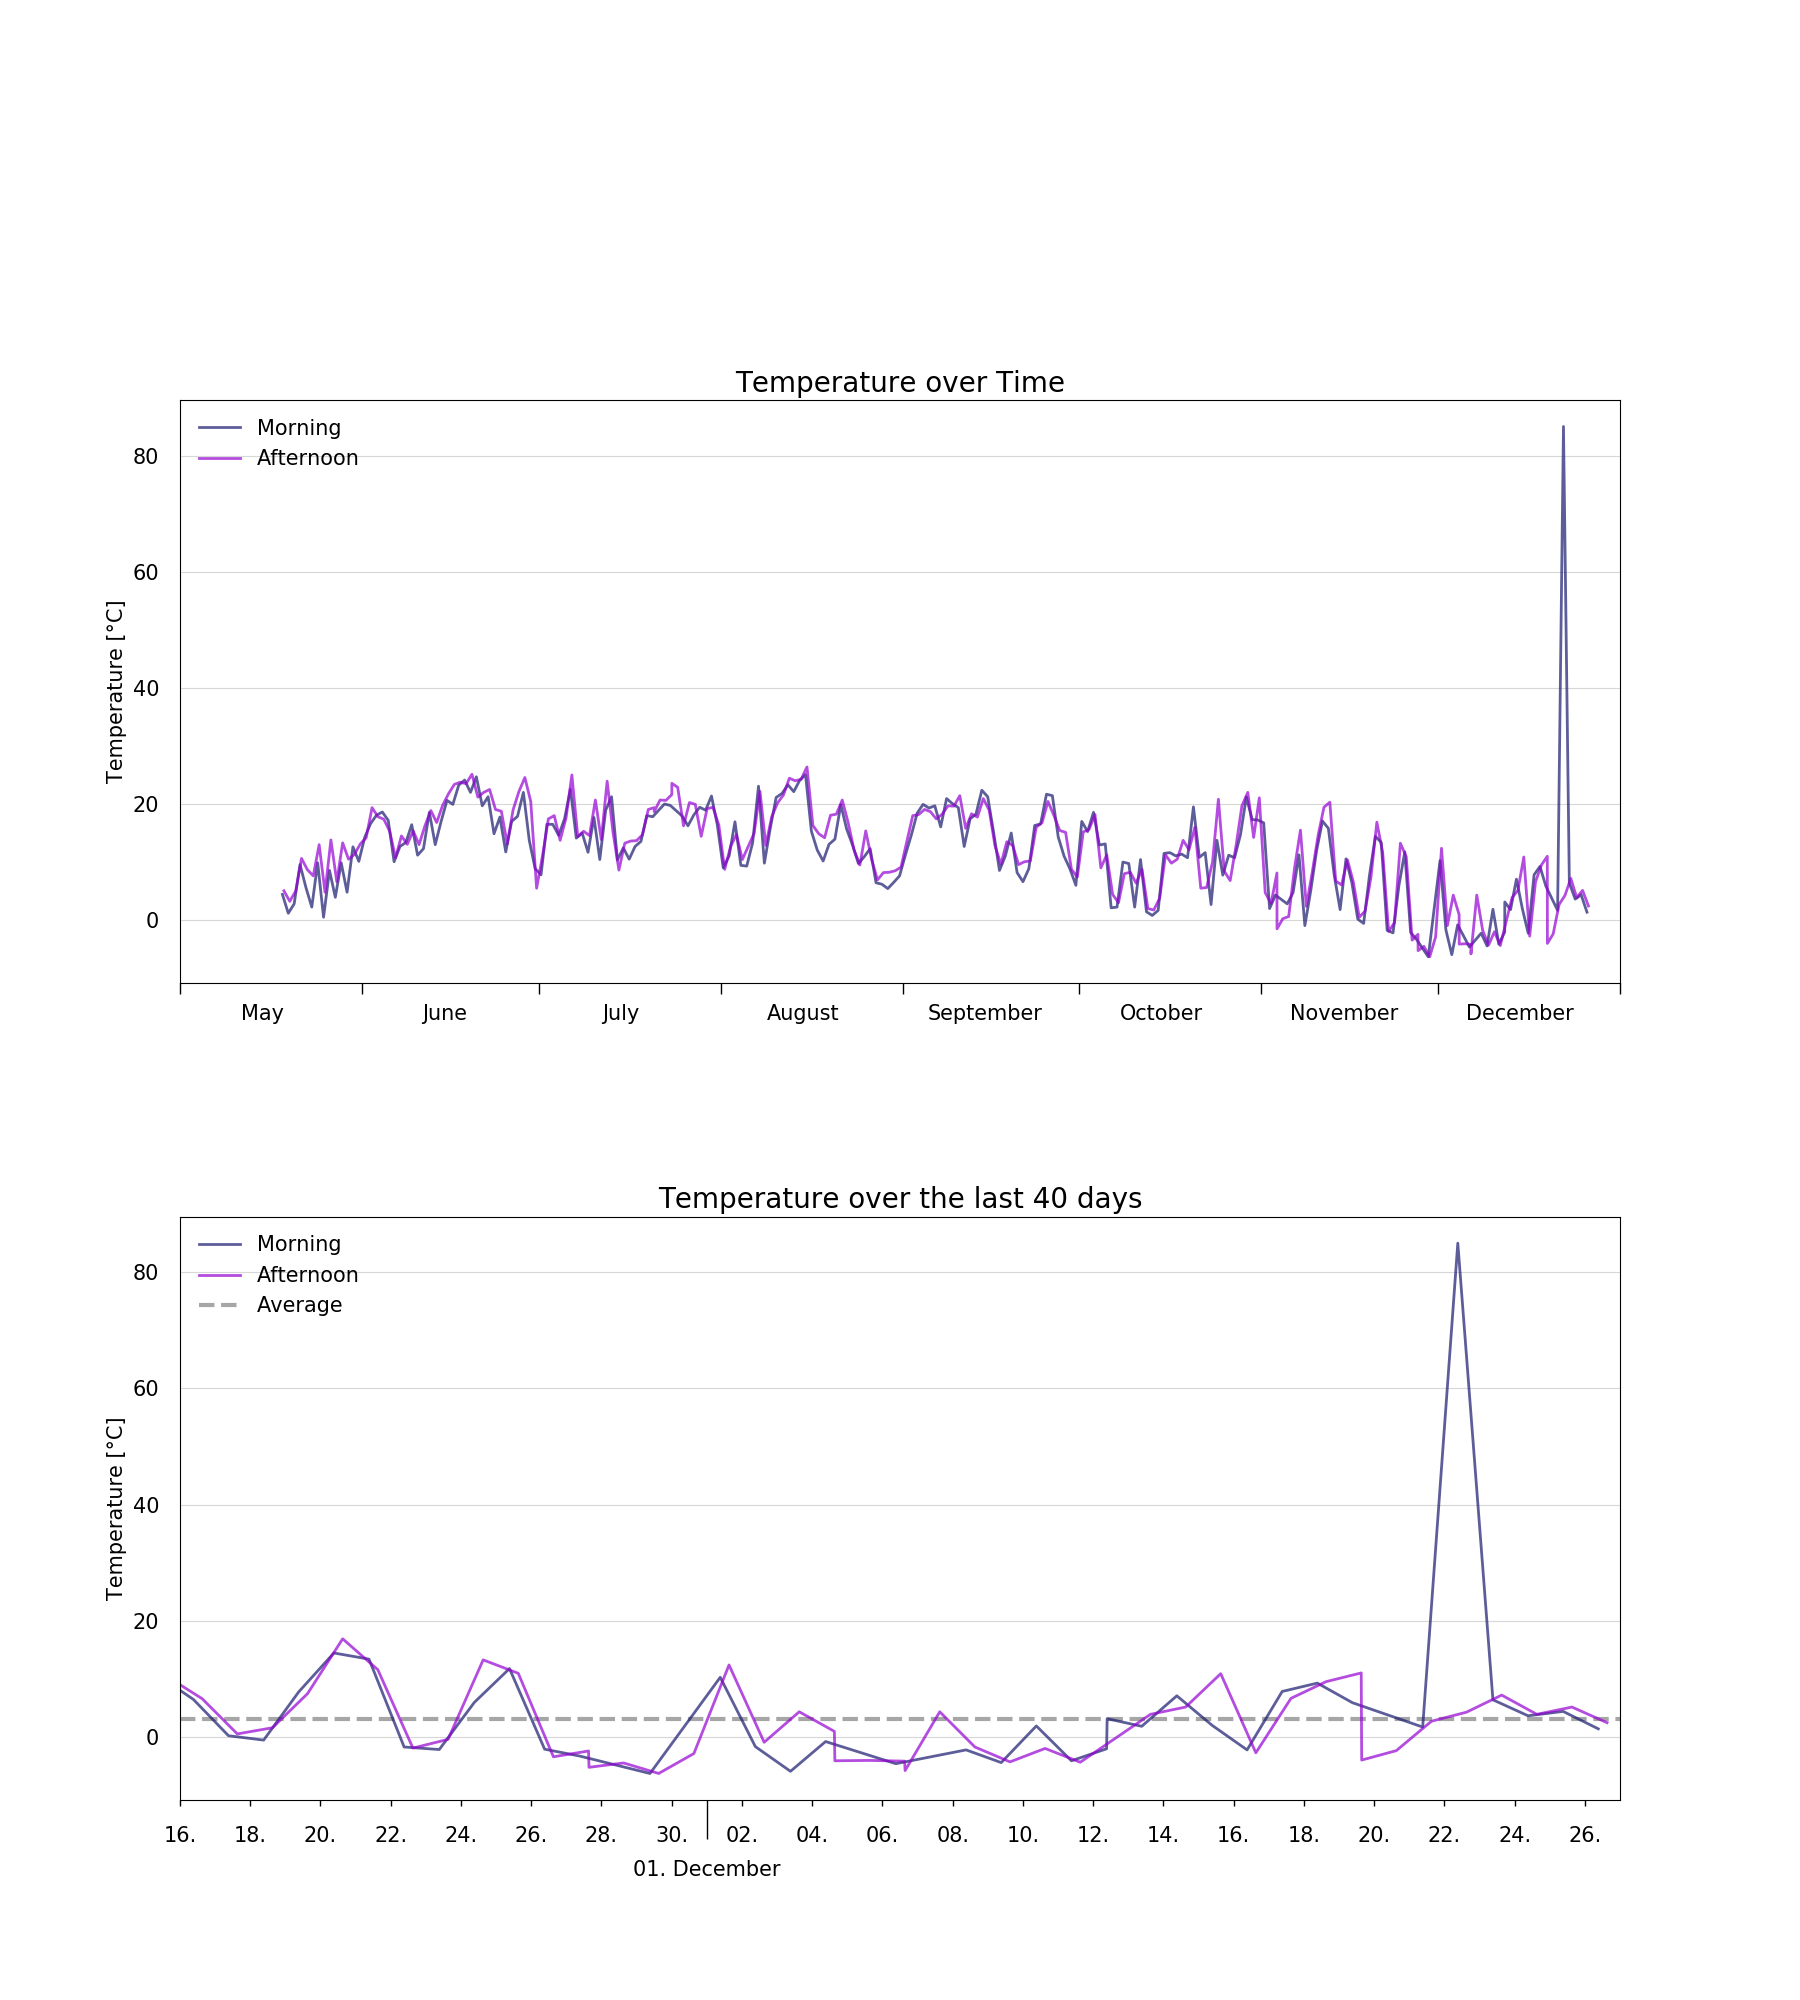 Temperature over Time
Morning
Afternoon
80
60
40
20
0
Temperature [°C]
May June July August September October November December
Temperature over the last 40 days
Morning
Afternoon
Average
80
60
40
20
0
Temperature [°C]
16. 18. 20. 22. 24. 26. 28. 30. 02. 04. 06. 08. 10. 12. 14. 16. 18. 20. 22. 24. 26.
01. December